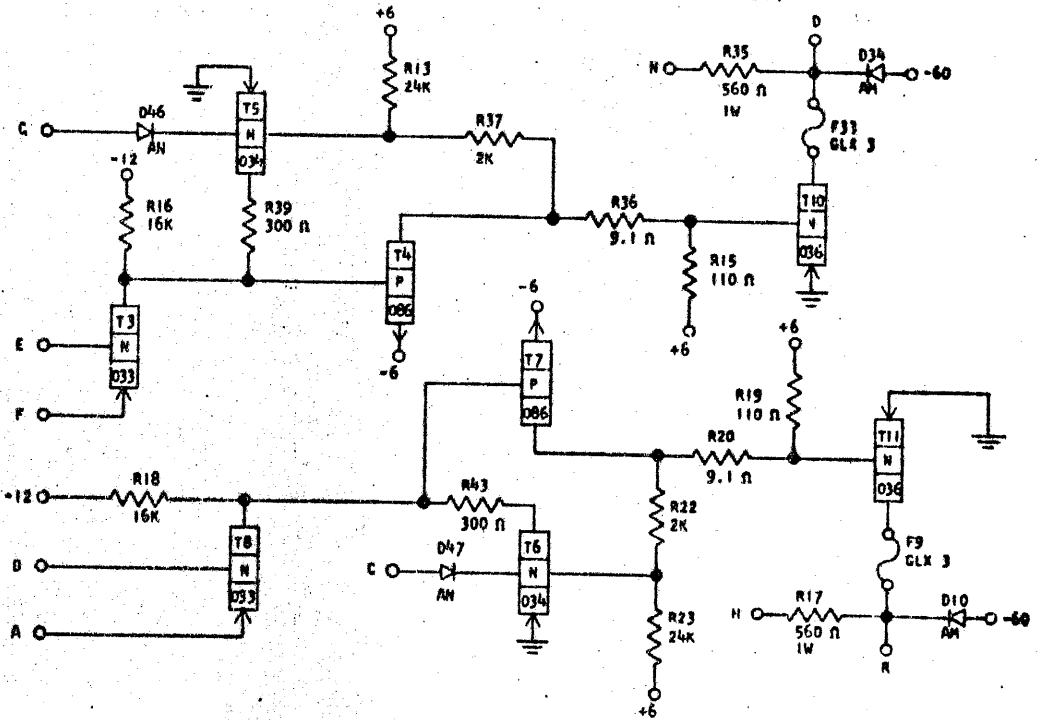 +6
D
R13
24K
R35
560 Ω
1W
N
D34
AM
-60
T5
N
034
D46
AN
G
-12
R37
2K
F33
GLX 3
R16
16K
R39
300 Ω
R36
9.1 Ω
T10
036
T4
P
086
R15
110 Ω
-6
+6
T3
N
033
E
F
-6
T7
P
086
+6
R19
110 Ω
T11
N
036
R20
9.1 Ω
R18
16K
-12
R43
300 Ω
R22
2K
T8
N
033
D
A
D47
AN
C
T6
N
034
F9
GLX 3
R23
24K
R17
560 Ω
1W
H
D10
AM
-60
R
+6